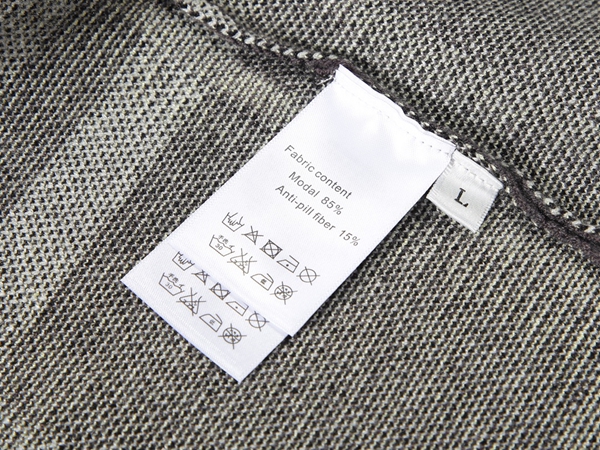 Fabric content
Modal 85%
Anti-pill fiber 15%
L